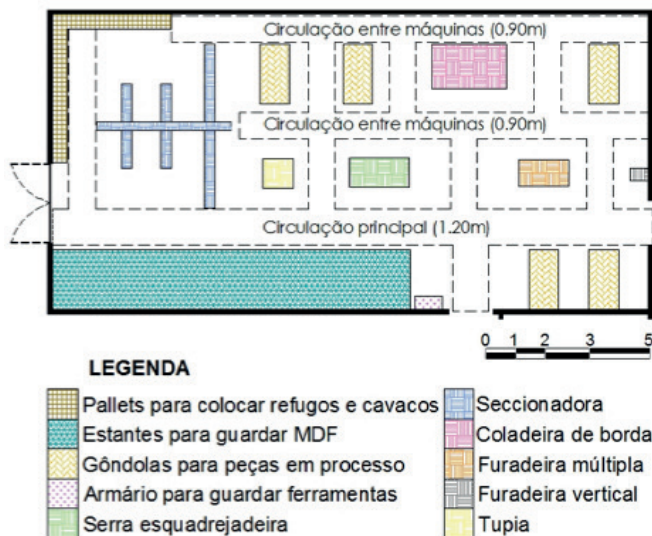 Circulação entre máquinas (0.90m)
Circulação entre máquinas (0.90m)
Circulação principal (1.20m)
0 1 2 3 5
LEGENDA
Pallets para colocar refugos e cavacos
Estantes para guardar MDF
Gôndolas para peças em processo
Armário para guardar ferramentas
Serra esquadrejadeira
Seccionadora
Coladeira de borda
Furadeira múltipla
Furadeira vertical
Tupia